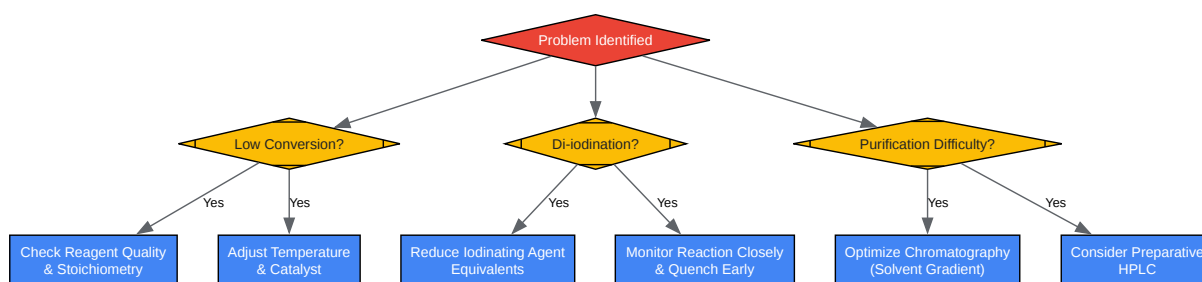 Problem Identified
Low Conversion?
Di-iodination?
Purification Difficulty?
Yes
Yes
Yes
Yes
Yes
Yes
Check Reagent Quality
& Stoichiometry
Adjust Temperature
& Catalyst
Reduce Iodinating Agent
Equivalents
Monitor Reaction Closely
& Quench Early
Optimize Chromatography
(Solvent Gradient)
Consider Preparative
HPLC